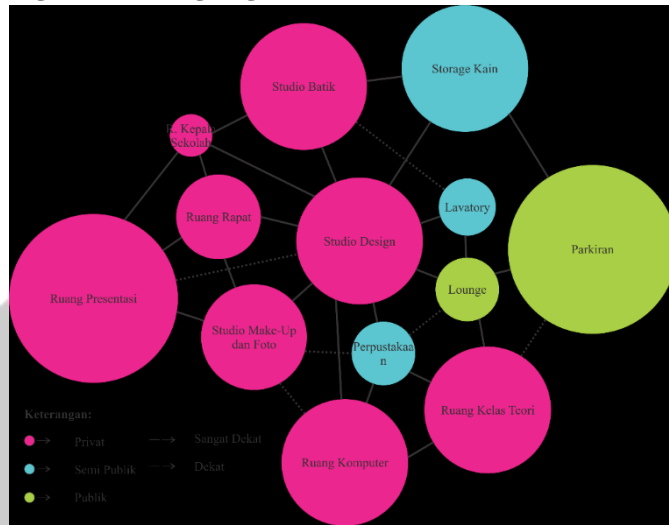 Studio Batik
Storage Kain
R. Kepala
Sekolah
Ruang Rapat
Lavatory
Studio Design
Parkiran
Ruang Presentasi
Lounge
Studio Make-Up
dan Foto
Perpustakaa
n
Ruang Kelas Teori
Ruang Komputer
Keterangan:
Privat
Sangat Dekat
Semi Publik
Dekat
Publik